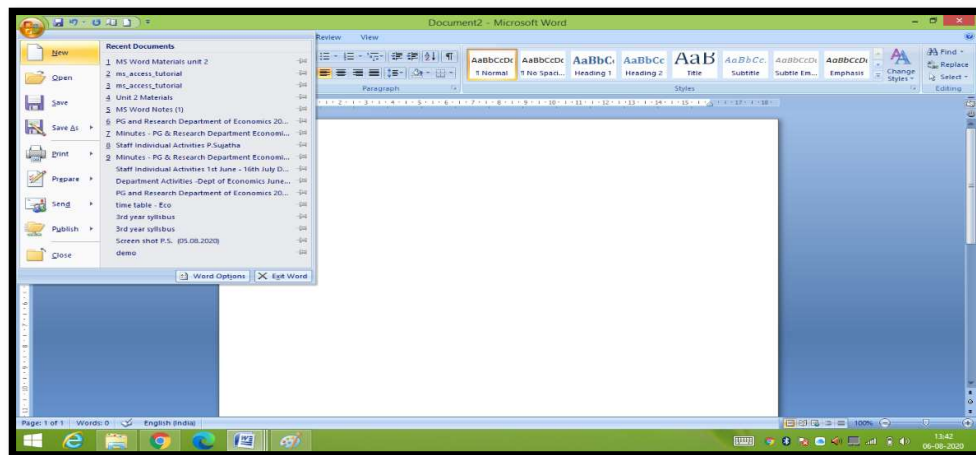 Document2 - Microsoft Word
Review View
New
Open
Save
Save As
Print
Prepare
Send
Publish
Close
Recent Documents
1 MS Word Materials unit 2
2 ms_access_tutorial
3 ms_access_tutorial
4 Unit 2 Materials
5 MS Word Notes (1)
6 PG and Research Department of Economics 20...
7 Minutes - PG & Research Department Economi...
8 Staff Individual Activities P.Sujatha
9 Minutes - PG & Research Department Economi...
Staff Individual Activities 1st June - 16th July D...
Department Activities -Dept of Economics June...
PG and Research Department of Economics 20...
time table - Eco
3rd year syllsbus
3rd year syllsbus
Screen shot P.S. (05.08.2020)
demo
Word Options Exit Word
AaBbCcDc AaBbCcDc AaBbC AaBbCc AaB AaBbCc. AaBbCcDc AaBbCcDc
¶ Normal ¶ No Spaci... Heading 1 Heading 2 Title Subtitle Subtle Em... Emphasis
Change Styles
Find
Replace
Select
Paragraph Styles Editing
Page: 1 of 1 Words: 0 English (India) 100%
13:42
06-08-2020